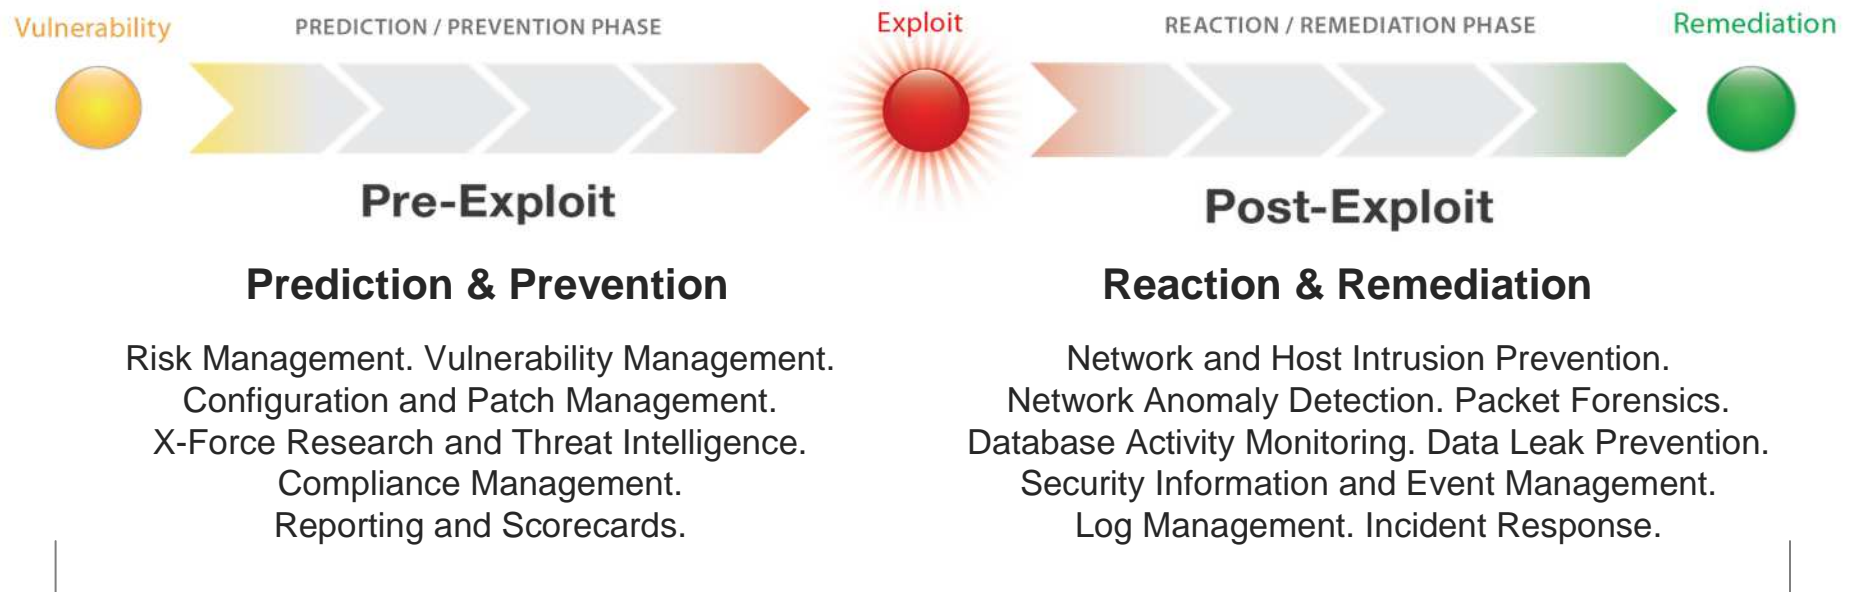 Vulnerability
PREDICTION / PREVENTION PHASE
Exploit
REACTION / REMEDIATION PHASE
Remediation
Pre-Exploit
Post-Exploit
Prediction & Prevention
Risk Management. Vulnerability Management.
Configuration and Patch Management.
X-Force Research and Threat Intelligence.
Compliance Management.
Reporting and Scorecards.
Reaction & Remediation
Network and Host Intrusion Prevention.
Network Anomaly Detection. Packet Forensics.
Database Activity Monitoring. Data Leak Prevention.
Security Information and Event Management.
Log Management. Incident Response.